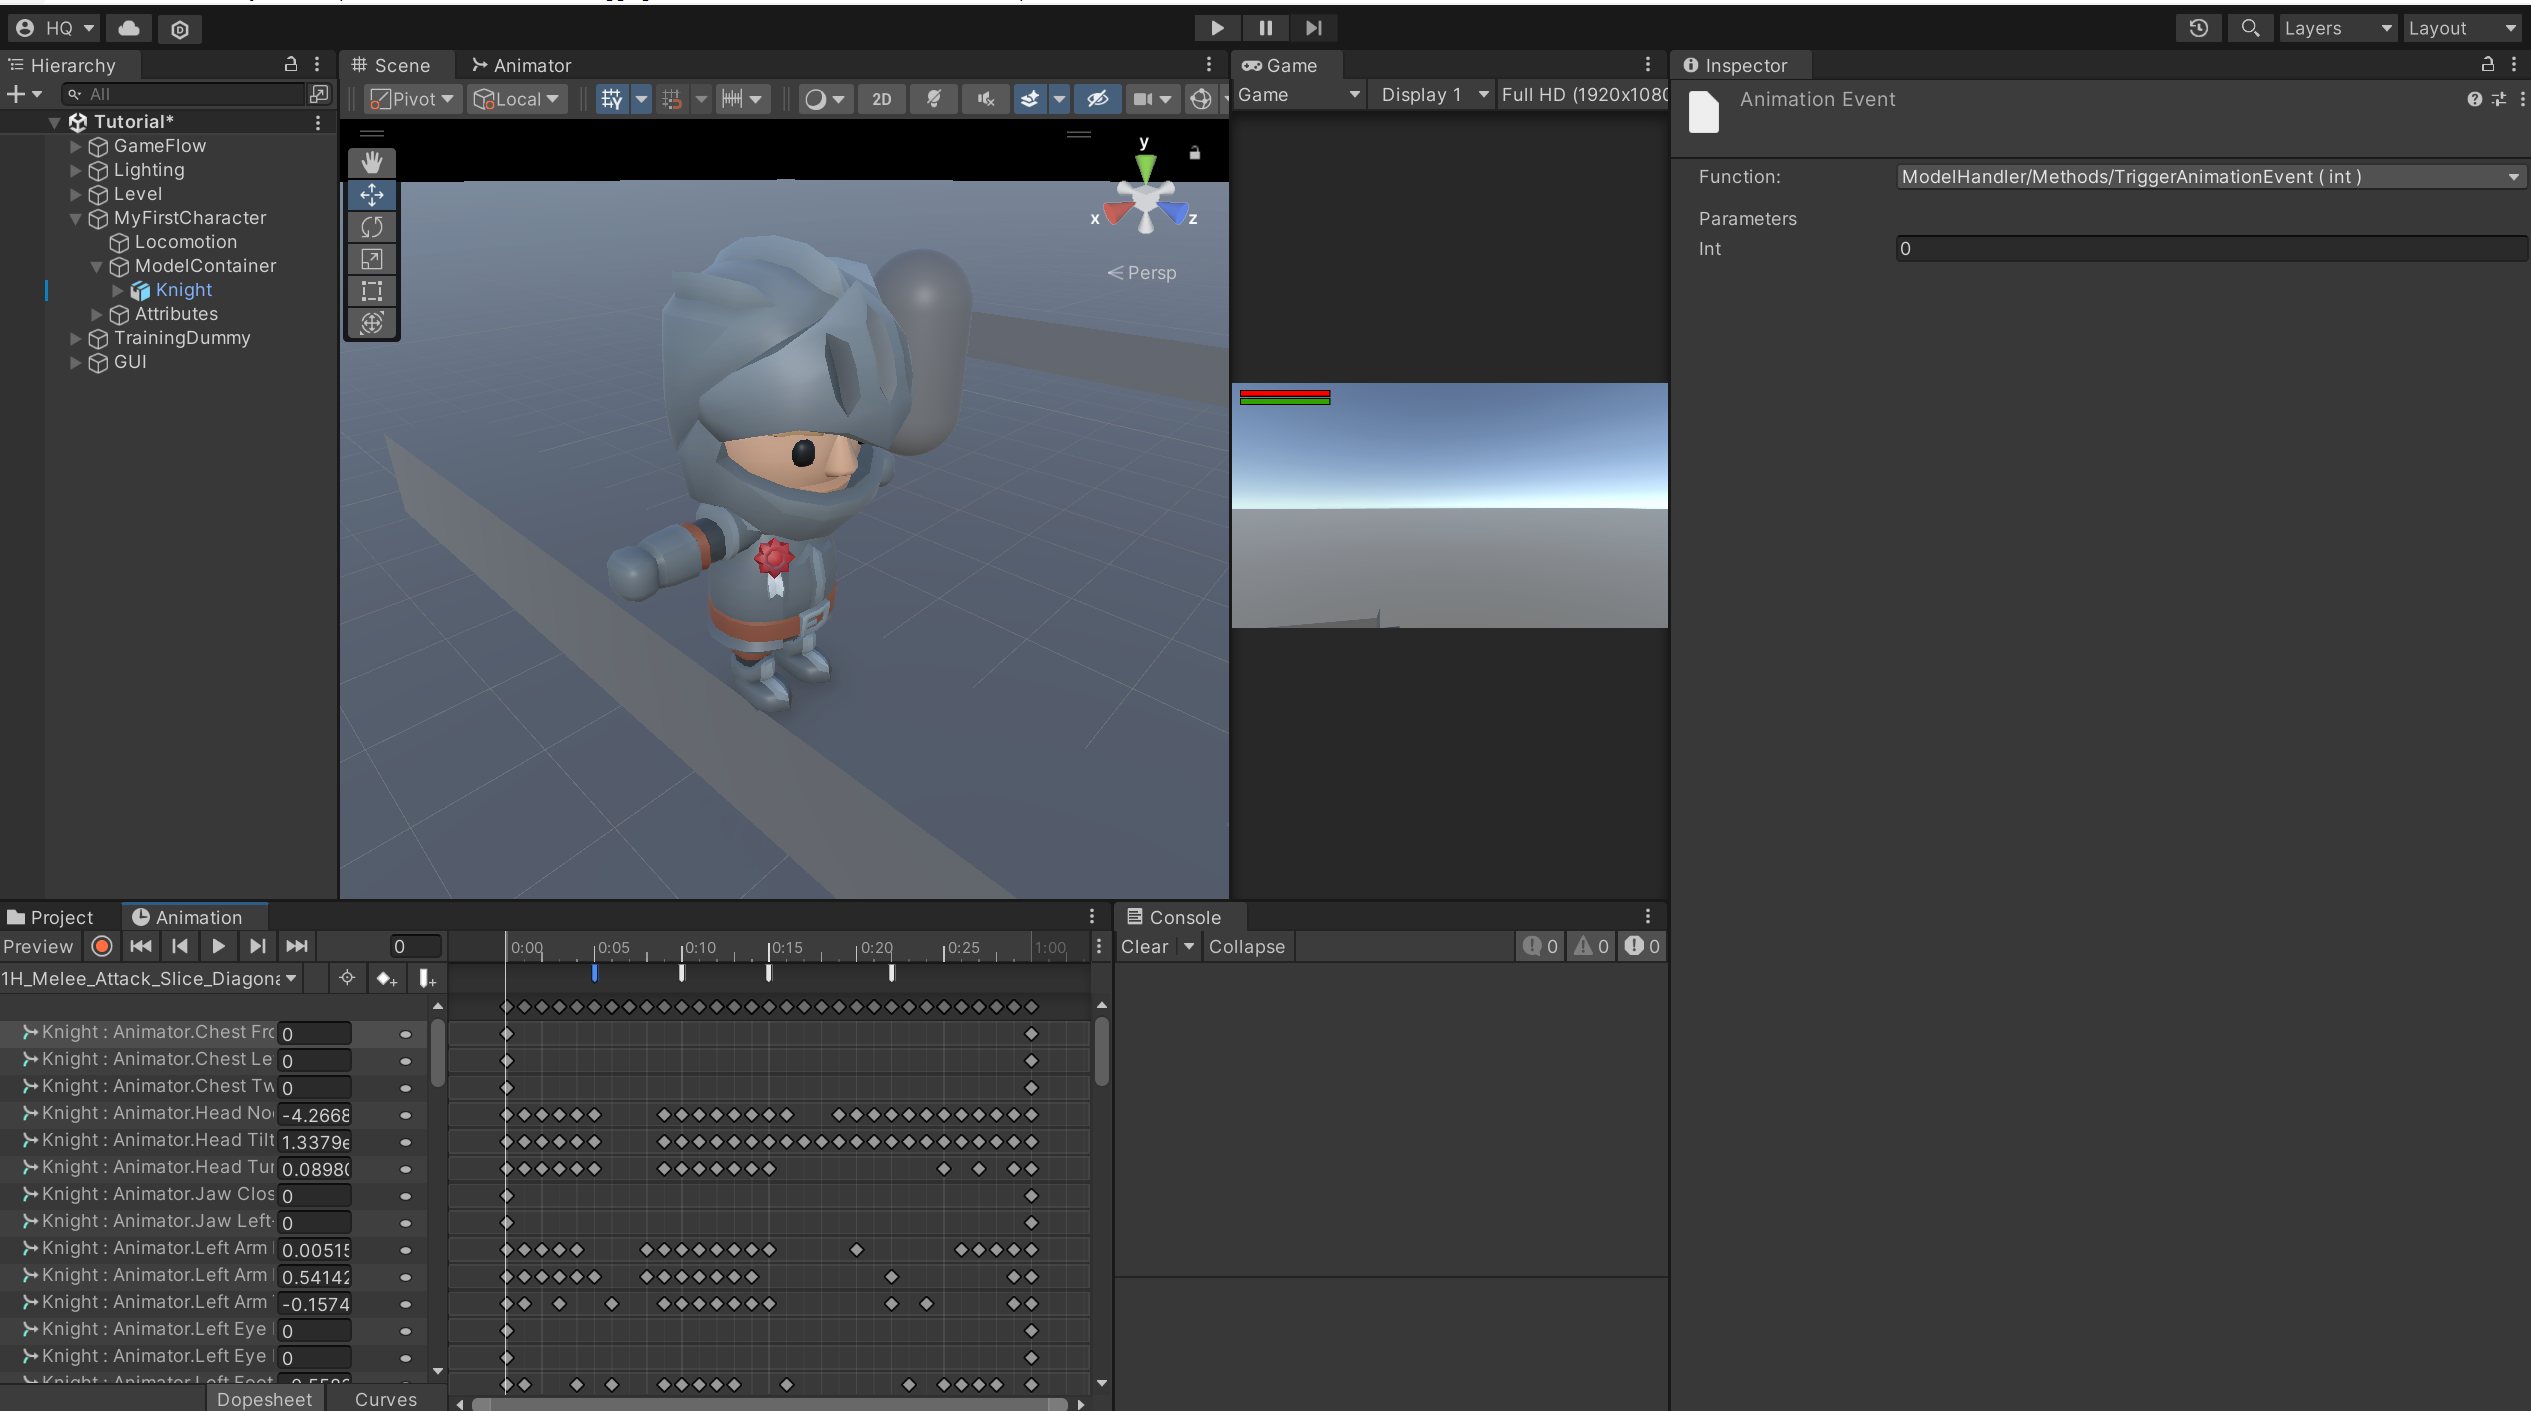 HQ
Layers
Layout
Hierarchy
All
Tutorial*
GameFlow
Lighting
Level
MyFirstCharacter
Locomotion
ModelContainer
Knight
Attributes
TrainingDummy
GUI
Scene
Animator
Pivot
Local
2D
y
x
z
Persp
Game
Game
Display 1
Full HD (1920x1080
Inspector
Animation Event
Function:
ModelHandler/Methods/TriggerAnimationEvent ( int )
Parameters
Int
0
Project
Animation
Preview
0
0:00
0:05
0:10
0:15
0:20
0:25
1:00
1H_Melee_Attack_Slice_Diagona
Knight : Animator.Chest Fro 0
Knight : Animator.Chest Le 0
Knight : Animator.Chest Tw 0
Knight : Animator.Head No -4.2668
Knight : Animator.Head Tilt 1.3379e
Knight : Animator.Head Tur 0.0898
Knight : Animator.Jaw Clos 0
Knight : Animator.Jaw Left- 0
Knight : Animator.Left Arm 0.0051
Knight : Animator.Left Arm 0.5414
Knight : Animator.Left Arm -0.1574
Knight : Animator.Left Eye 0
Knight : Animator.Left Eye 0
Knight : Animator.Left Foot
Dopesheet
Curves
Console
Clear
Collapse
0
0
0